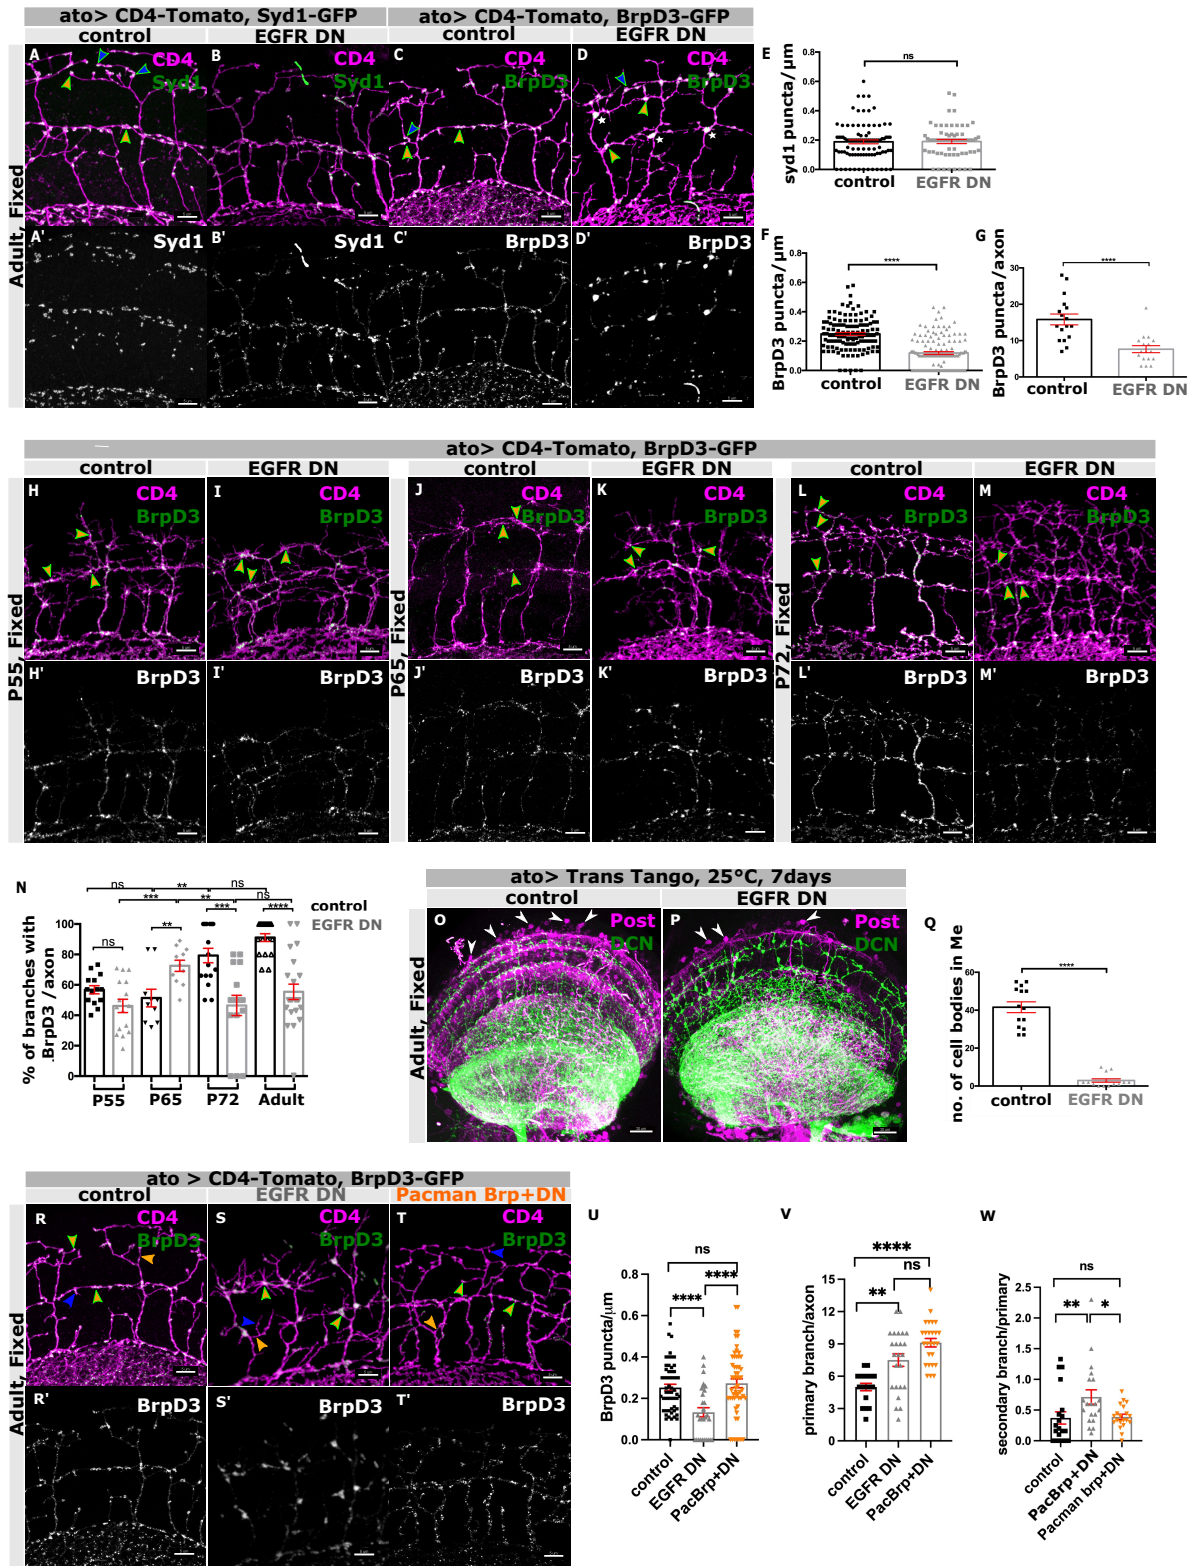 ato> CD4-Tomato, Syd1-GFP
ato> CD4-Tomato, BrpD3-GFP
control
EGFR DN
control
EGFR DN
Adult, Fixed
A
CD4
Syd1
B
CD4
Syd1
C
CD4
BrpD3
D
CD4
BrpD3
A'
Syd1
B'
Syd1
C'
BrpD3
D'
BrpD3
E
syd1 puncta/μm
0.8
0.6
0.4
0.2
0.0
ns
control
EGFR DN
F
BrpD3 puncta/μm
0.8
0.6
0.4
0.2
0.0
****
control
EGFR DN
G
BrpD3 puncta/axon
30
20
10
0
****
control
EGFR DN
ato> CD4-Tomato, BrpD3-GFP
control
EGFR DN
control
EGFR DN
control
EGFR DN
P55, Fixed
H
CD4
BrpD3
I
CD4
BrpD3
P65, Fixed
J
CD4
BrpD3
K
CD4
BrpD3
P72, Fixed
L
CD4
BrpD3
M
CD4
BrpD3
H'
BrpD3
I'
BrpD3
J'
BrpD3
K'
BrpD3
L'
BrpD3
M'
BrpD3
N
% of branches with
.BrpD3 /axon
100
80
60
40
20
0
ns
**
ns
***
**
ns
ns
**
***
****
control
EGFR DN
P55
P65
P72
Adult
ato> Trans Tango, 25°C, 7days
control
EGFR DN
Adult, Fixed
O
Post
DCN
P
Post
DCN
Q
no. of cell bodies in Me
60
40
20
0
****
control
EGFR DN
ato > CD4-Tomato, BrpD3-GFP
control
EGFR DN
Pacman Brp+DN
Adult, Fixed
R
CD4
BrpD3
S
CD4
BrpD3
T
CD4
BrpD3
R'
BrpD3
S'
BrpD3
T'
BrpD3
U
BrpD3 puncta/μm
0.8
0.6
0.4
0.2
0.0
ns
****
****
control
EGFR DN
PacBrp+DN
V
primary branch/axon
15
12
9
6
3
0
****
**
ns
control
EGFR DN
PacBrp+DN
W
secondary branch/primary
2.5
2.0
1.5
1.0
0.5
0.0
ns
**
*
control
PacBrp+DN
Pacman brp+DN